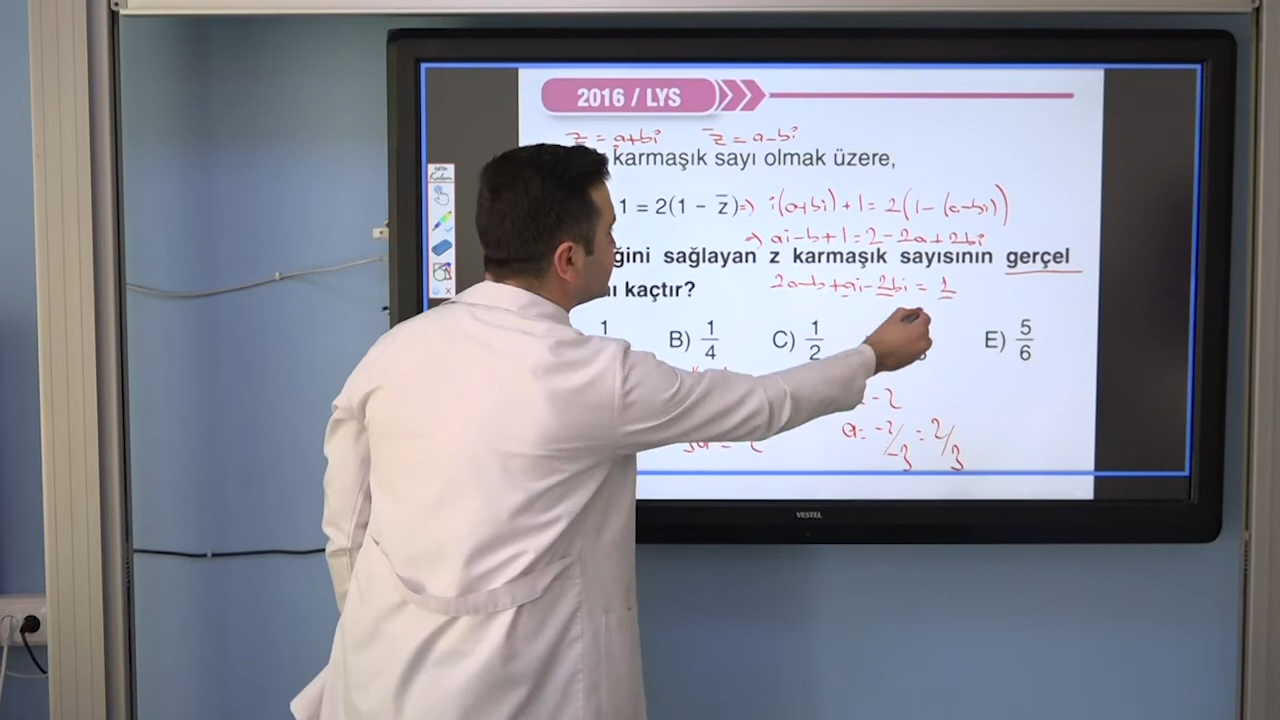 2016 / LYS
z = a+bi z̅ = a-bi
karmaşık sayı olmak üzere,
1 = 2(1 - z̅) => i(a+bi)+1 = 2(1-(a-bi))
=> ai-b+1 = 2-2a+2bi
ğini sağlayan z karmaşık sayısının gerçel
kaçtır?
2a-b+ai-2bi = 1
1 B) 1/4 C) 1/2 E) 5/6
-2
a = -2/-3 = 2/3
VESTEL